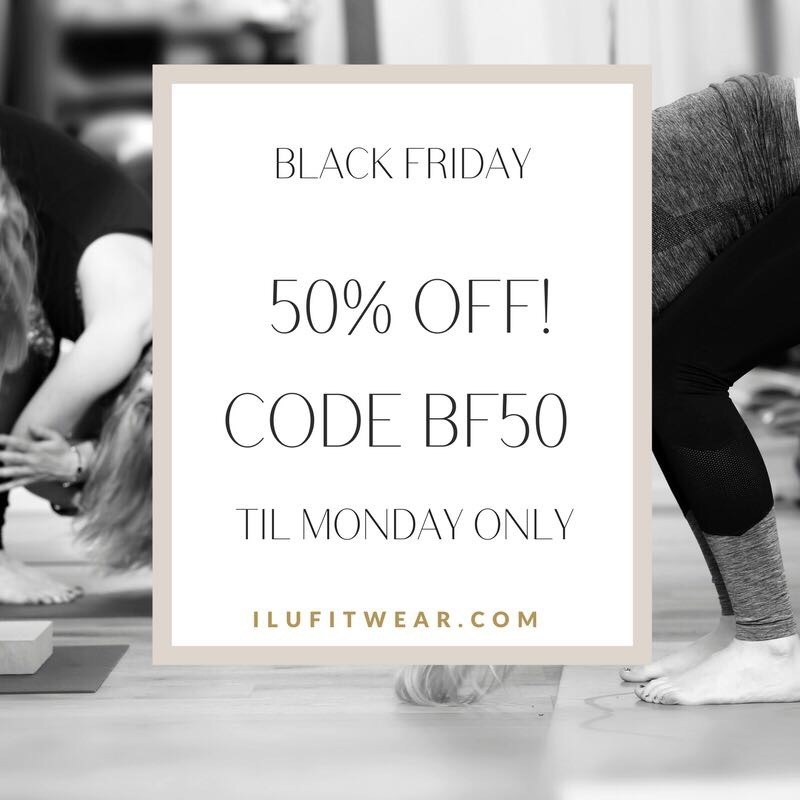 BLACK FRIDAY
50% OFF!
CODE BF50
TIL MONDAY ONLY
ILUFITWEAR.COM